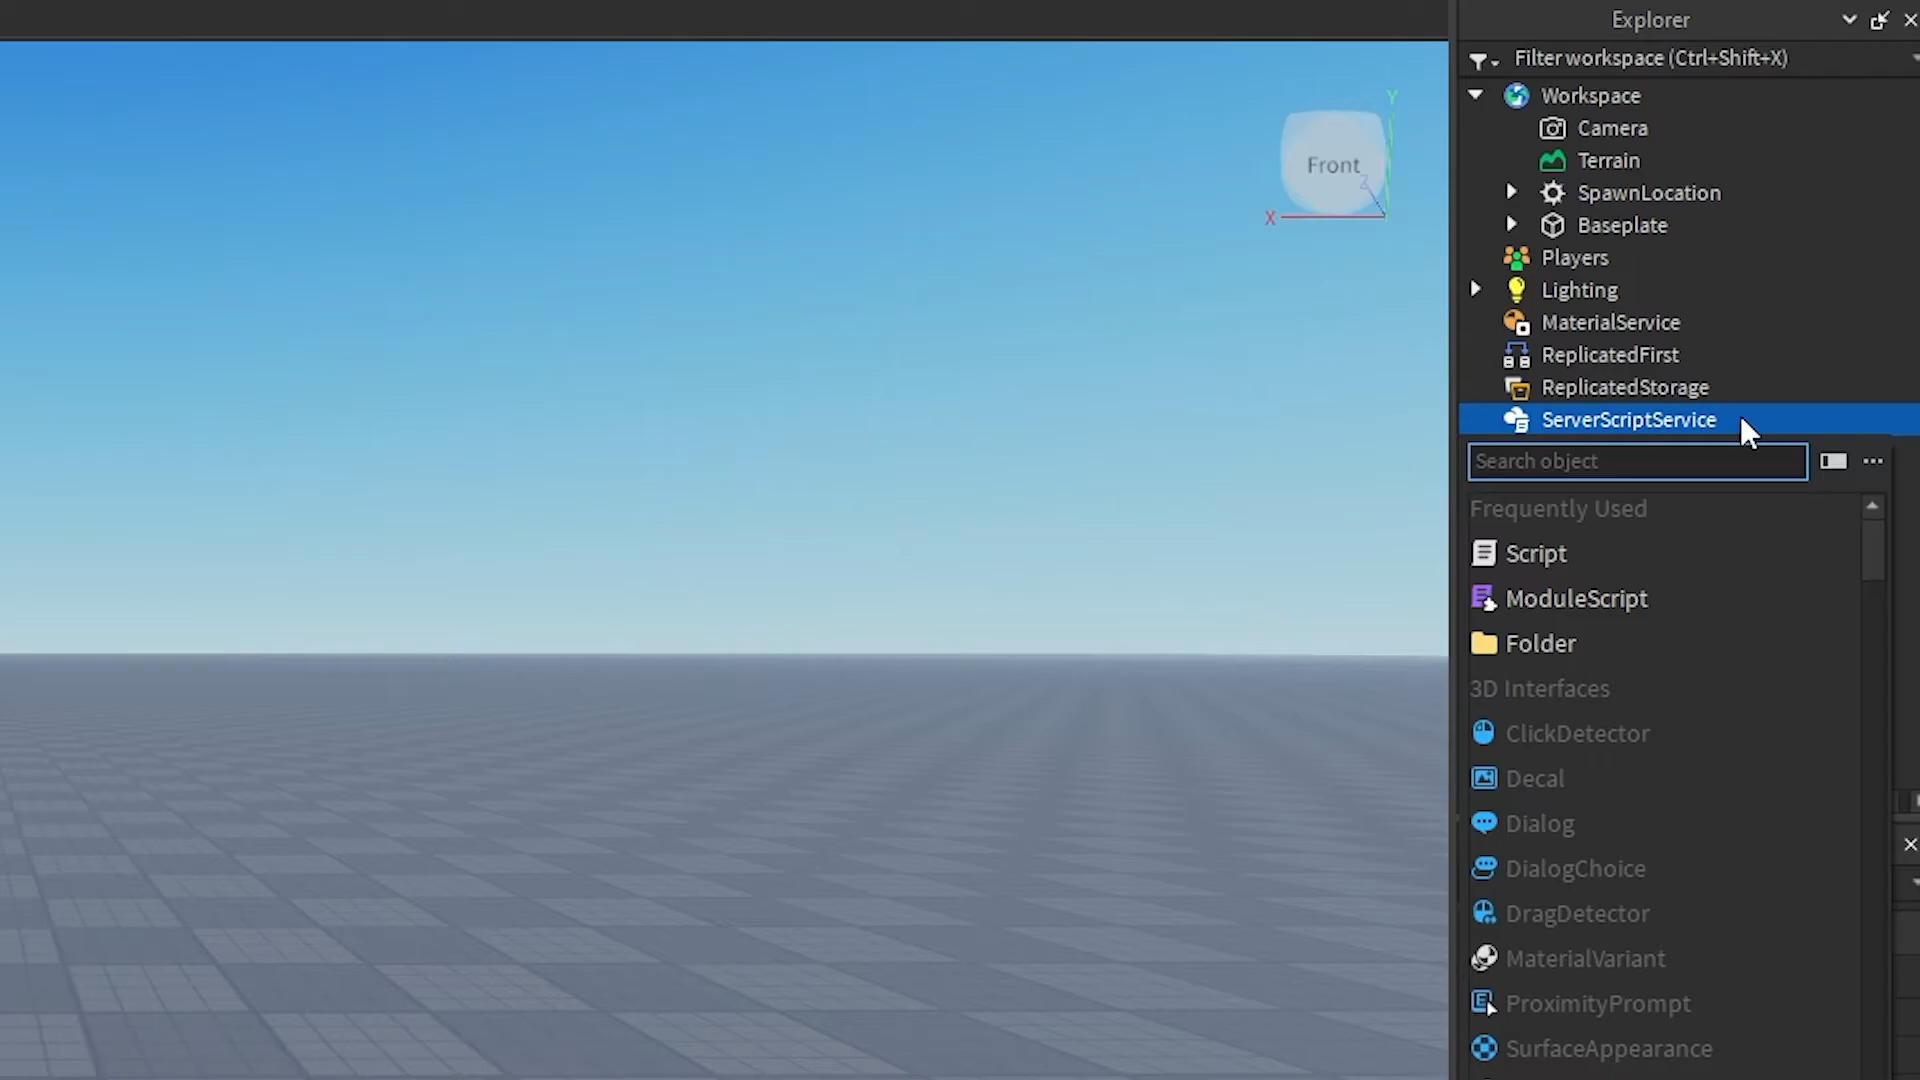 Explorer
Filter workspace (Ctrl+Shift+X)
Workspace
Camera
Terrain
SpawnLocation
Baseplate
Players
Lighting
MaterialService
ReplicatedFirst
ReplicatedStorage
ServerScriptService
Search object
Frequently Used
Script
ModuleScript
Folder
3D Interfaces
ClickDetector
Decal
Dialog
DialogChoice
DragDetector
MaterialVariant
ProximityPrompt
SurfaceAppearance
Y
Front
Z
X